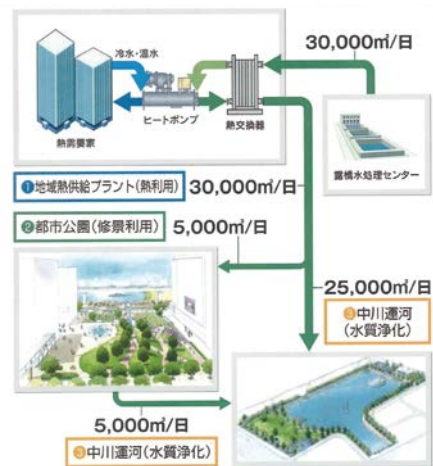 冷水・温水
ヒートポンプ
熱交換器
熱需要家
30,000㎥/日
露橋水処理センター
❶地域熱供給プラント(熱利用)
30,000㎥/日
❷都市公園(修景利用)
5,000㎥/日
25,000㎥/日
❸中川運河
(水質浄化)
5,000㎥/日
❸中川運河(水質浄化)